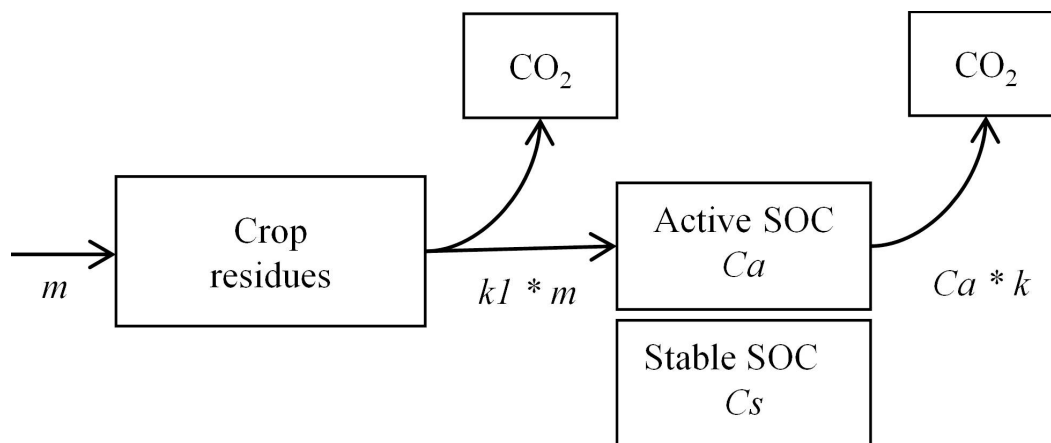 CO₂
CO₂
Crop
residues
Active SOC
Ca
m
k1 * m
Ca * k
Stable SOC
Cs